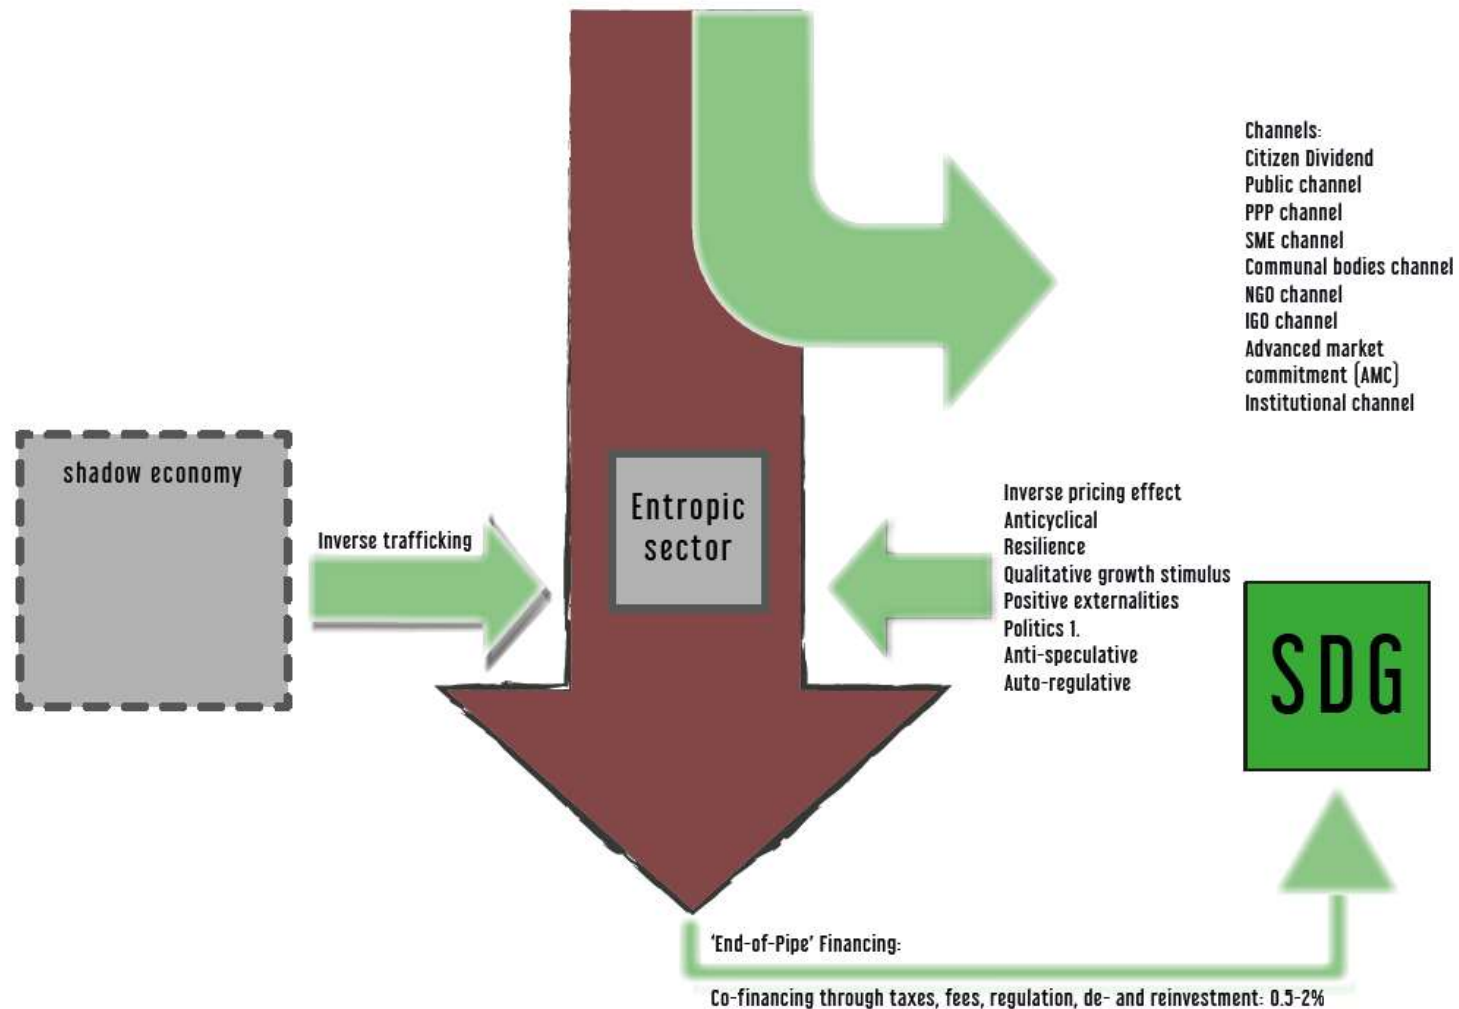 Channels:
Citizen Dividend
Public channel
PPP channel
SME channel
Communal bodies channel
NGO channel
IGO channel
Advanced market
commitment (AMC)
Institutional channel
shadow economy
Inverse trafficking
Entropic
sector
Inverse pricing effect
Anticyclical
Resilience
Qualitative growth stimulus
Positive externalities
Politics 1.
Anti-speculative
Auto-regulative
SDG
'End-of-Pipe' Financing:
Co-financing through taxes, fees, regulation, de- and reinvestment: 0.5-2%